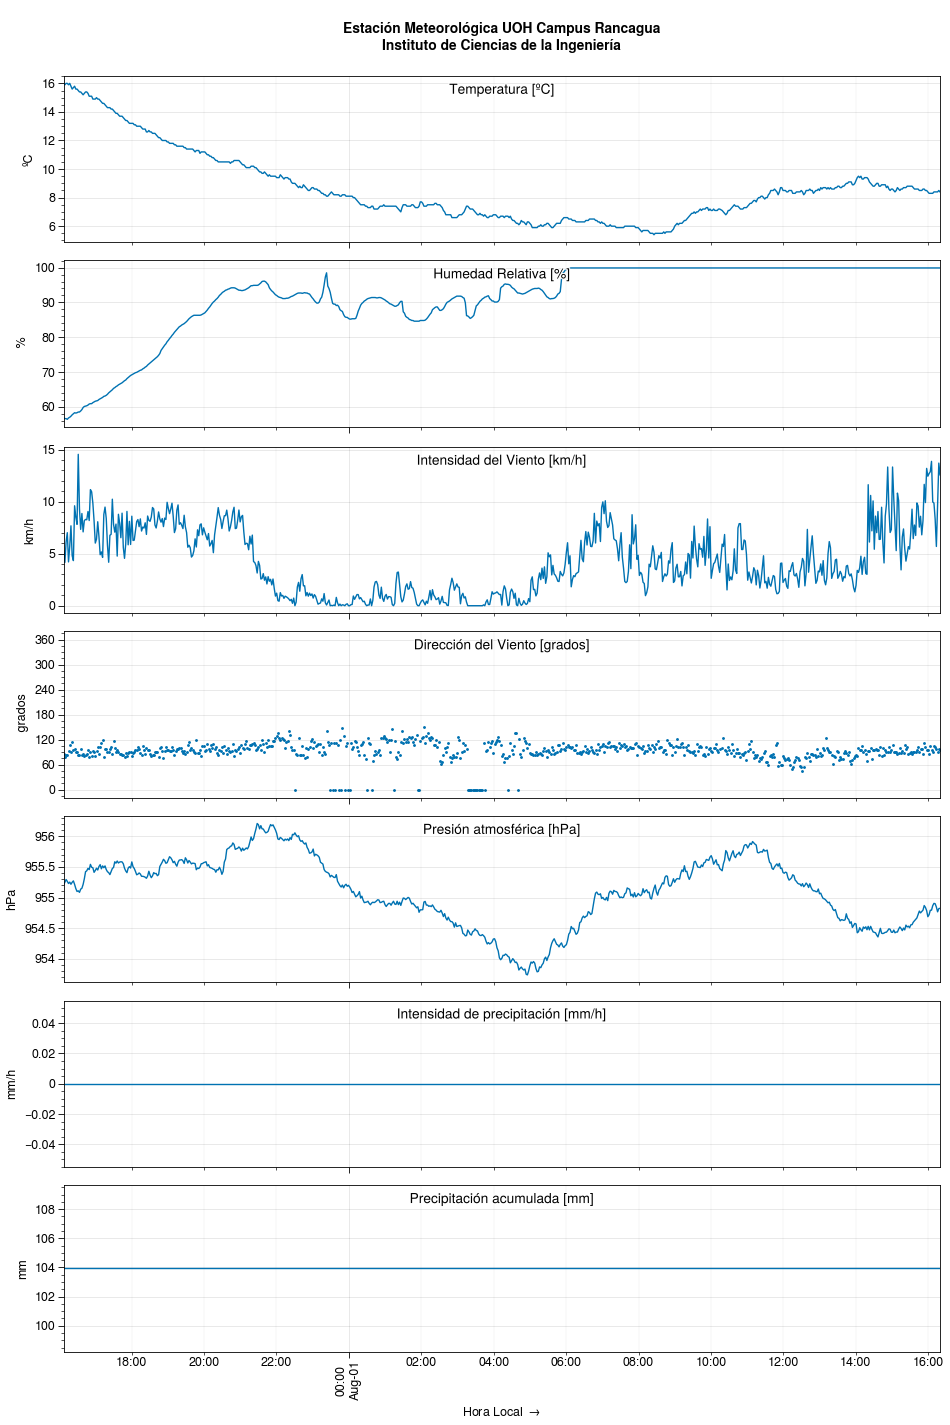 Estación Meteorológica UOH Campus Rancagua
Instituto de Ciencias de la Ingeniería
Temperatura [ºC]
ºC
16
14
12
10
8
6
Humedad Relativa [%]
%
100
90
80
70
60
Intensidad del Viento [km/h]
km/h
15
10
5
0
Dirección del Viento [grados]
grados
360
300
240
180
120
60
0
Presión atmosférica [hPa]
hPa
956
955.5
955
954.5
954
Intensidad de precipitación [mm/h]
mm/h
0.04
0.02
0
−0.02
−0.04
Precipitación acumulada [mm]
mm
108
106
104
102
100
18:00 20:00 22:00 00:00 02:00 04:00 06:00 08:00 10:00 12:00 14:00 16:00
Aug-01
Hora Local →